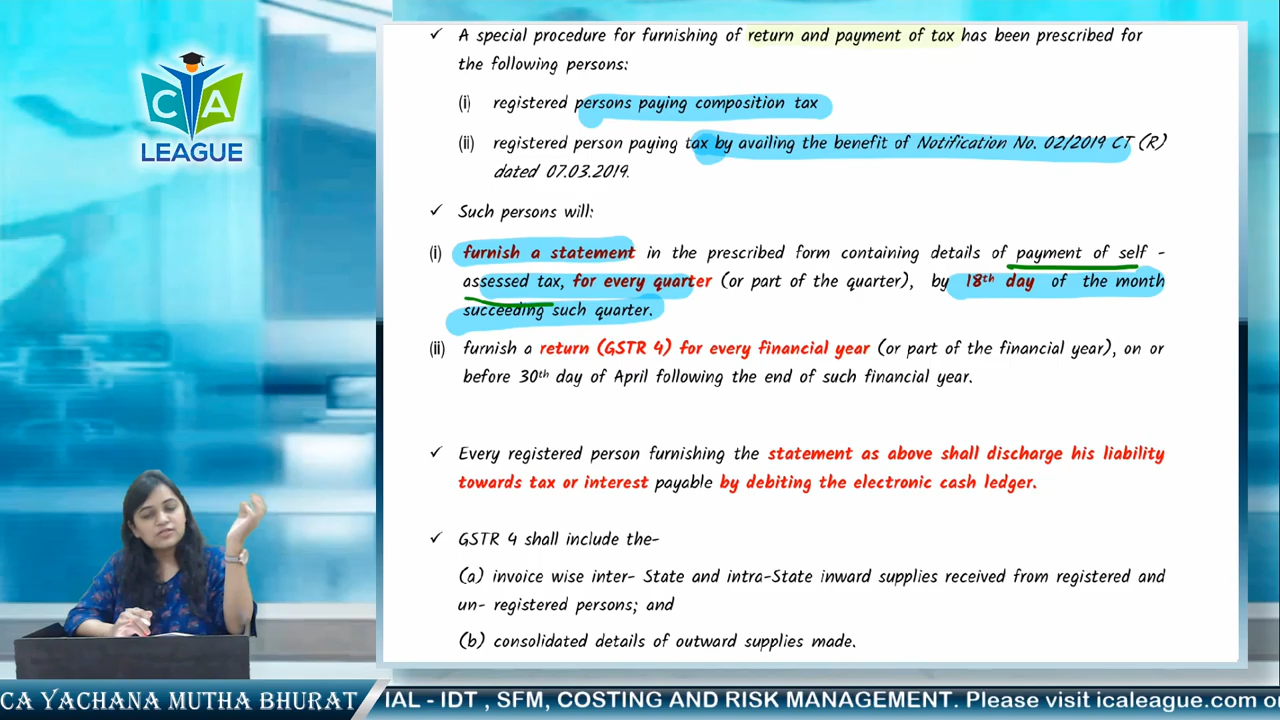 CA
LEAGUE
✓ A special procedure for furnishing of return and payment of tax has been prescribed for
the following persons:
(i) registered persons paying composition tax
(ii) registered person paying tax by availing the benefit of Notification No. 02/2019 CT (R)
dated 07.03.2019.
✓ Such persons will:
(i) furnish a statement in the prescribed form containing details of payment of self -
assessed tax, for every quarter (or part of the quarter), by 18th day of the month
succeeding such quarter.
(ii) furnish a return (GSTR 4) for every financial year (or part of the financial year), on or
before 30th day of April following the end of such financial year.
✓ Every registered person furnishing the statement as above shall discharge his liability
towards tax or interest payable by debiting the electronic cash ledger.
✓ GSTR 4 shall include the-
(a) invoice wise inter- State and intra-State inward supplies received from registered and
un- registered persons; and
(b) consolidated details of outward supplies made.
CA YACHANA MUTHA BHURAT
IAL - IDT , SFM, COSTING AND RISK MANAGEMENT. Please visit icaleague.com o